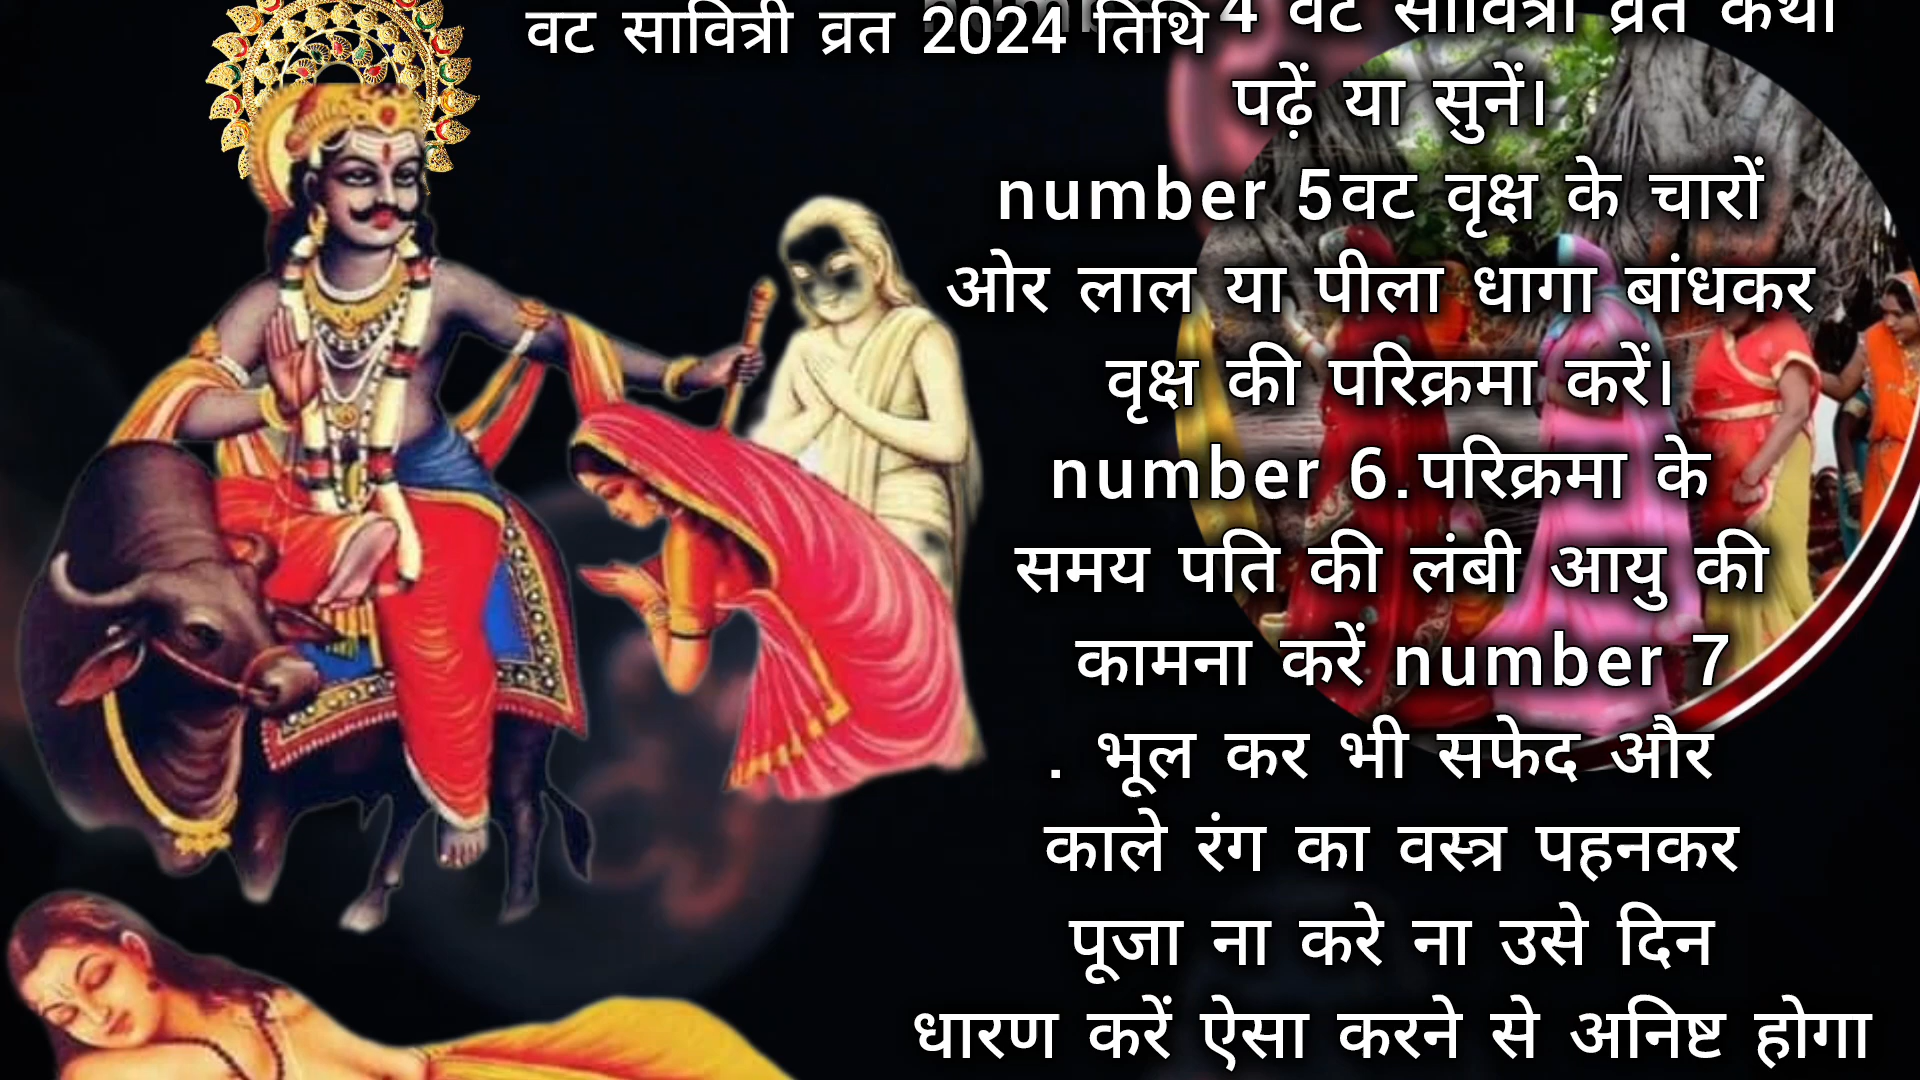 वट सावित्री व्रत 2024 तिथि
4 वट सावित्री व्रत कथा
पढ़ें या सुनें।
number 5वट वृक्ष के चारों
ओर लाल या पीला धागा बांधकर
वृक्ष की परिक्रमा करें।
number 6.परिक्रमा के
समय पति की लंबी आयु की
कामना करें number 7
. भूल कर भी सफेद और
काले रंग का वस्त्र पहनकर
पूजा ना करे ना उसे दिन
धारण करें ऐसा करने से अनिष्ट होगा